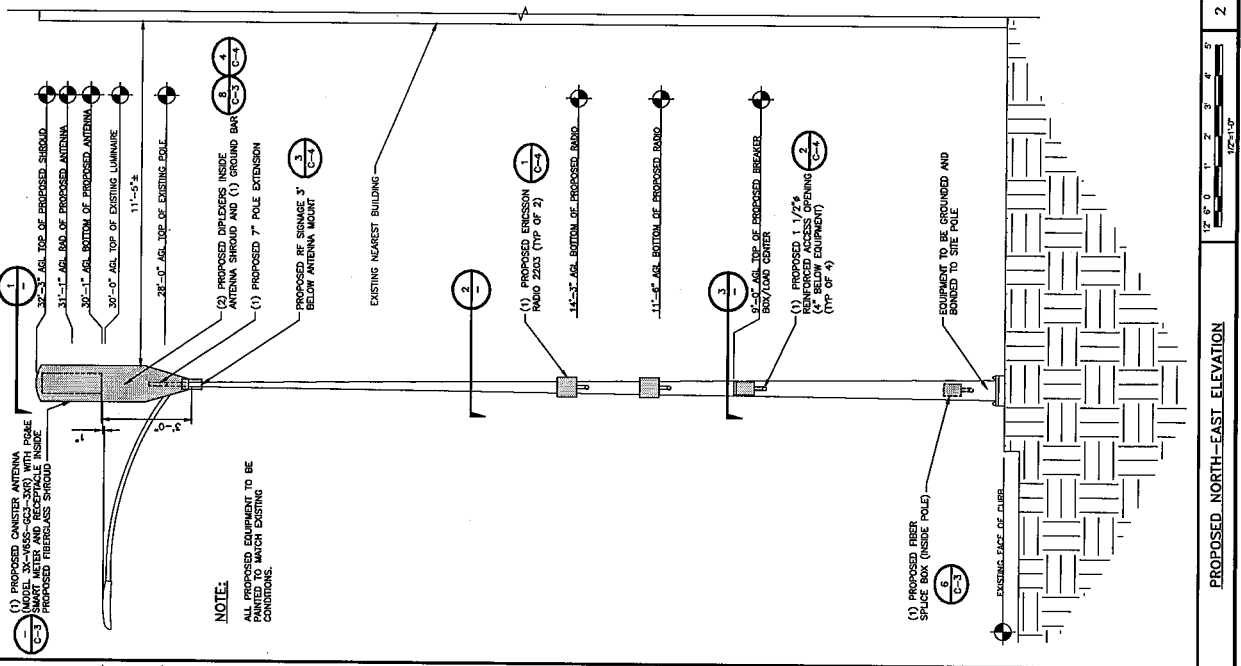 1
-
(1) PROPOSED CANISTER ANTENNA
(MODEL 3X-V65S-GC3-3XR) WITH PG&E
SMART METER AND RECEPTACLE INSIDE
PROPOSED FIBERGLASS SHROUD
-
C-3
32'-3" AGL TOP OF PROPOSED SHROUD
31'-1" AGL RAD OF PROPOSED ANTENNA
30'-1" AGL BOTTOM OF PROPOSED ANTENNA
30'-0" AGL TOP OF EXISTING LUMINAIRE
11'-5"±
28'-0" AGL TOP OF EXISTING POLE
1"
3'-0"
(2) PROPOSED DIPLEXERS INSIDE
ANTENNA SHROUD AND (1) GROUND BAR
8
C-3
4
C-4
(1) PROPOSED 7" POLE EXTENSION
PROPOSED RF SIGNAGE 3'
BELOW ANTENNA MOUNT
3
C-4
NOTE:
ALL PROPOSED EQUIPMENT TO BE
PAINTED TO MATCH EXISTING
CONDITIONS.
EXISTING NEAREST BUILDING
2
-
(1) PROPOSED ERICSSON
RADIO 2203 (TYP OF 2)
1
C-4
14'-3" AGL BOTTOM OF PROPOSED RADIO
11'-6" AGL BOTTOM OF PROPOSED RADIO
3
-
9'-0" AGL TOP OF PROPOSED BREAKER
BOX/LOAD CENTER
(1) PROPOSED 1 1/2"ø
REINFORCED ACCESS OPENING
(4" BELOW EQUIPMENT)
(TYP OF 4)
2
C-4
EQUIPMENT TO BE GROUNDED AND
BONDED TO SITE POLE
(1) PROPOSED FIBER
SPLICE BOX (INSIDE POLE)
6
C-3
EXISTING FACE OF CURB
PROPOSED NORTH-EAST ELEVATION
12" 6" 0 1' 2' 3' 4' 5'
1/2"=1'-0"
2